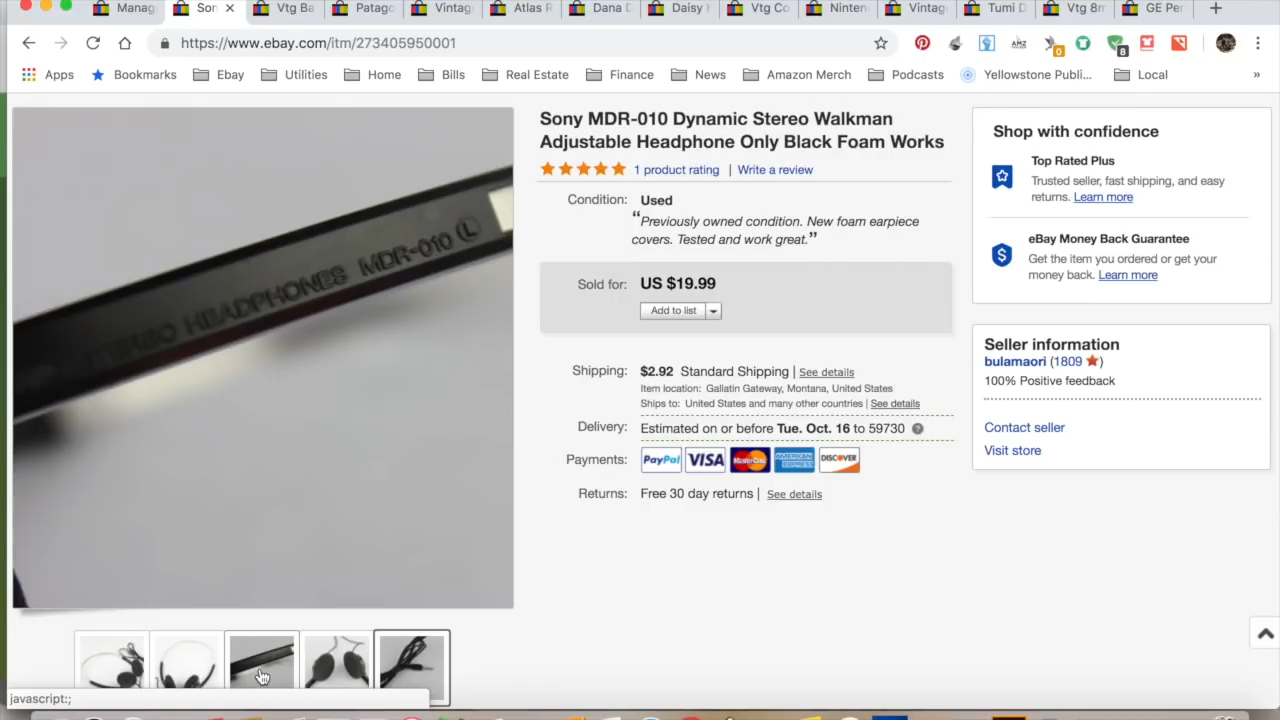 Manag
Son
Vtg Ba
Patago
Vintag
Atlas R
Dana D
Daisy
Vtg Co
Ninten
Vintag
Tumi D
Vtg 8m
GE Per
https://www.ebay.com/itm/273405950001
AMZ
0
8
Apps
Bookmarks
Ebay
Utilities
Home
Bills
Real Estate
Finance
News
Amazon Merch
Podcasts
Yellowstone Publi...
Local
»
HEADPHONES MDR-010 L
Sony MDR-010 Dynamic Stereo Walkman
Adjustable Headphone Only Black Foam Works
1 product rating | Write a review
Condition: Used
"Previously owned condition. New foam earpiece
covers. Tested and work great."
Sold for: US $19.99
Add to list
Shipping: $2.92 Standard Shipping | See details
Item location: Gallatin Gateway, Montana, United States
Ships to: United States and many other countries | See details
Delivery: Estimated on or before Tue. Oct. 16 to 59730 ?
Payments: PayPal VISA MasterCard AMERICAN EXPRESS DISCOVER
Returns: Free 30 day returns | See details
Shop with confidence
Top Rated Plus
Trusted seller, fast shipping, and easy
returns. Learn more
eBay Money Back Guarantee
Get the item you ordered or get your
money back. Learn more
Seller information
bulamaori (1809 )
100% Positive feedback
Contact seller
Visit store
javascript:;